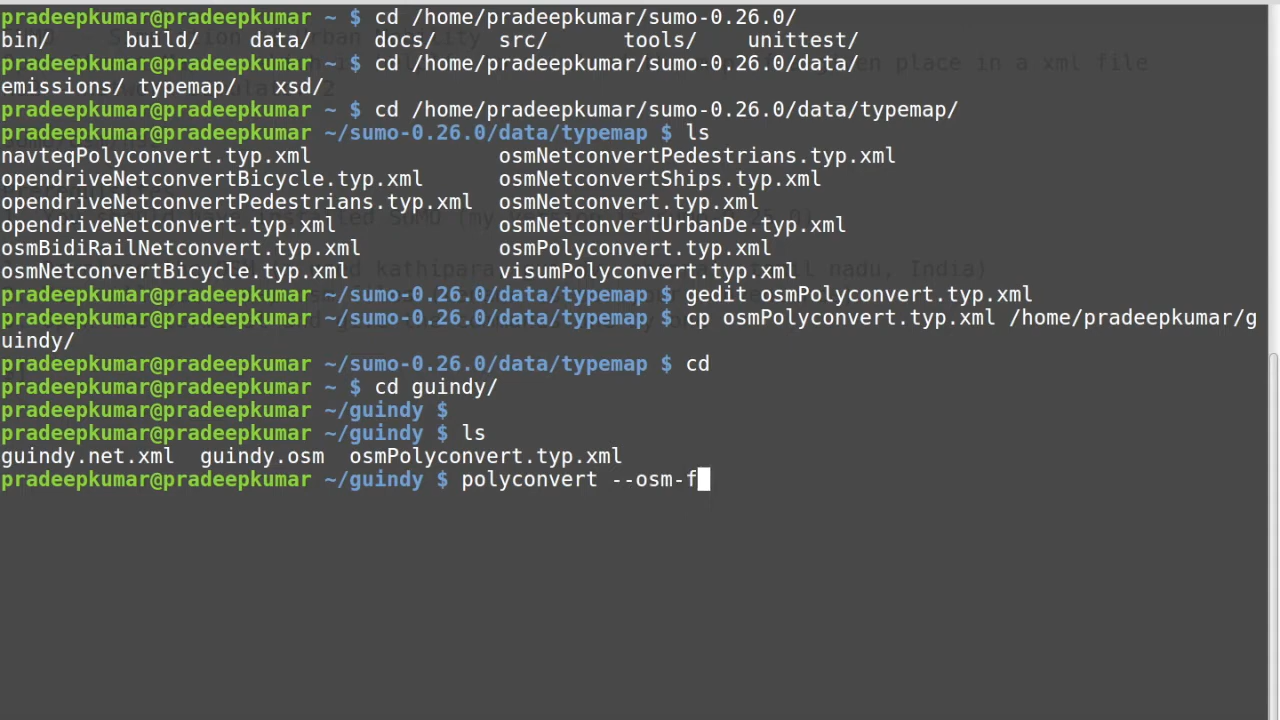 pradeepkumar@pradeepkumar ~ $ cd /home/pradeepkumar/sumo-0.26.0/
bin/ build/ data/ docs/ src/ tools/ unittest/
pradeepkumar@pradeepkumar ~ $ cd /home/pradeepkumar/sumo-0.26.0/data/
emissions/ typemap/ xsd/
pradeepkumar@pradeepkumar ~ $ cd /home/pradeepkumar/sumo-0.26.0/data/typemap/
pradeepkumar@pradeepkumar ~/sumo-0.26.0/data/typemap $ ls
navteqPolyconvert.typ.xml osmNetconvertPedestrians.typ.xml
opendriveNetconvertBicycle.typ.xml osmNetconvertShips.typ.xml
opendriveNetconvertPedestrians.typ.xml osmNetconvert.typ.xml
opendriveNetconvert.typ.xml osmNetconvertUrbanDe.typ.xml
osmBidiRailNetconvert.typ.xml osmPolyconvert.typ.xml
osmNetconvertBicycle.typ.xml visumPolyconvert.typ.xml
pradeepkumar@pradeepkumar ~/sumo-0.26.0/data/typemap $ gedit osmPolyconvert.typ.xml
pradeepkumar@pradeepkumar ~/sumo-0.26.0/data/typemap $ cp osmPolyconvert.typ.xml /home/pradeepkumar/g
uindy/
pradeepkumar@pradeepkumar ~/sumo-0.26.0/data/typemap $ cd
pradeepkumar@pradeepkumar ~ $ cd guindy/
pradeepkumar@pradeepkumar ~/guindy $
pradeepkumar@pradeepkumar ~/guindy $ ls
guindy.net.xml guindy.osm osmPolyconvert.typ.xml
pradeepkumar@pradeepkumar ~/guindy $ polyconvert --osm-f